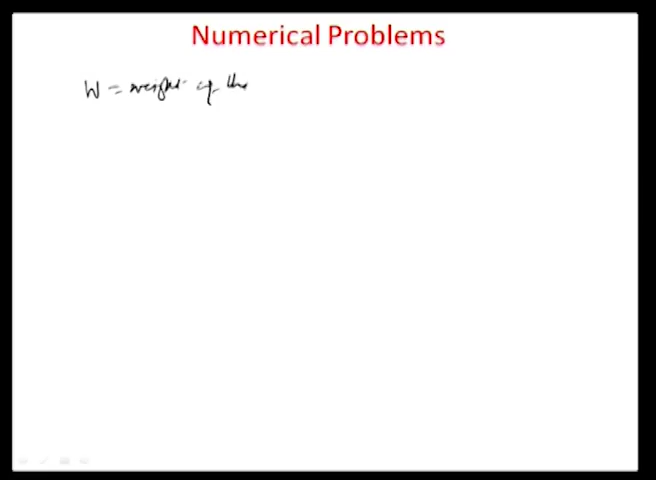 Numerical Problems
W = weight of the